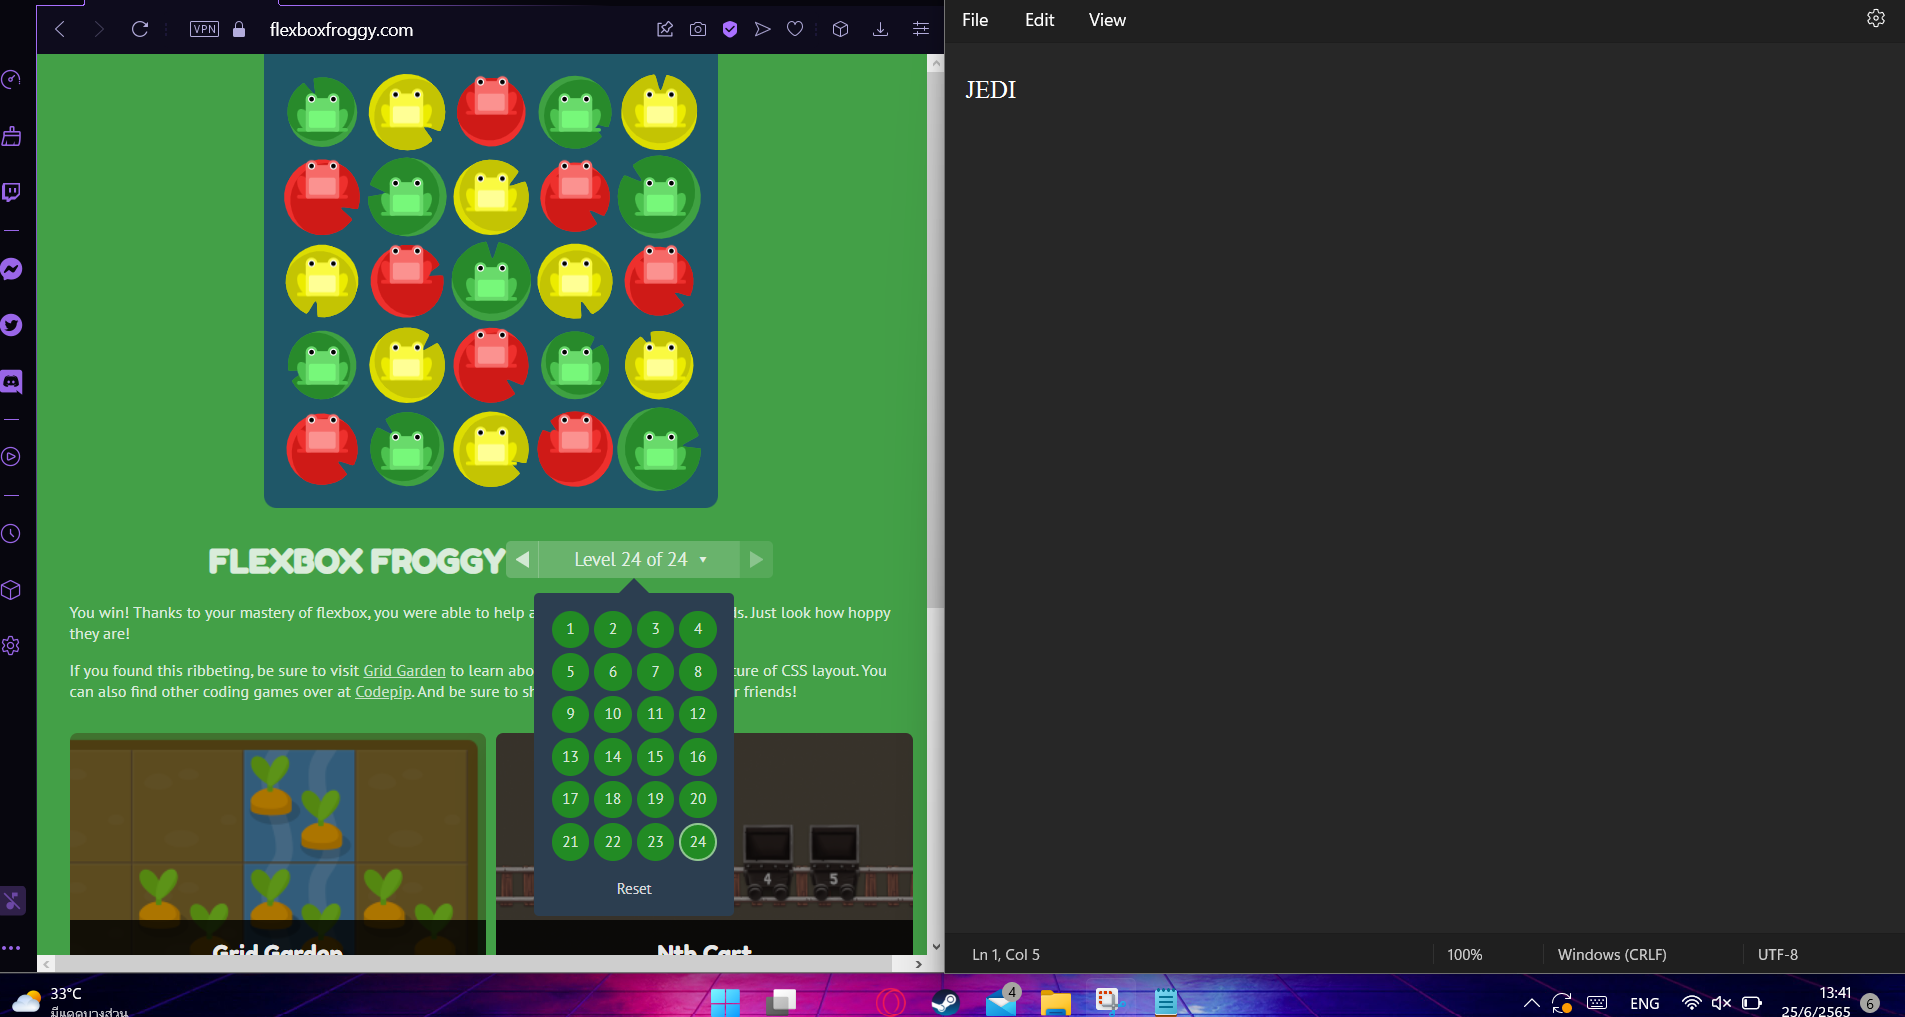 VPN
flexboxfroggy.com
FLEXBOX FROGGY
Level 24 of 24
You win! Thanks to your mastery of flexbox, you were able to help a
ds. Just look how hoppy
they are!
If you found this ribbeting, be sure to visit Grid Garden to learn abo
ture of CSS layout. You
can also find other coding games over at Codepip. And be sure to sh
r friends!
1 2 3 4
5 6 7 8
9 10 11 12
13 14 15 16
17 18 19 20
21 22 23 24
Reset
4 5
Grid Garden
Nth Cart
File Edit View
JEDI
Ln 1, Col 5
100%
Windows (CRLF)
UTF-8
33°C
มีแดดบางส่วน
4
ENG
13:41
25/6/2565
6